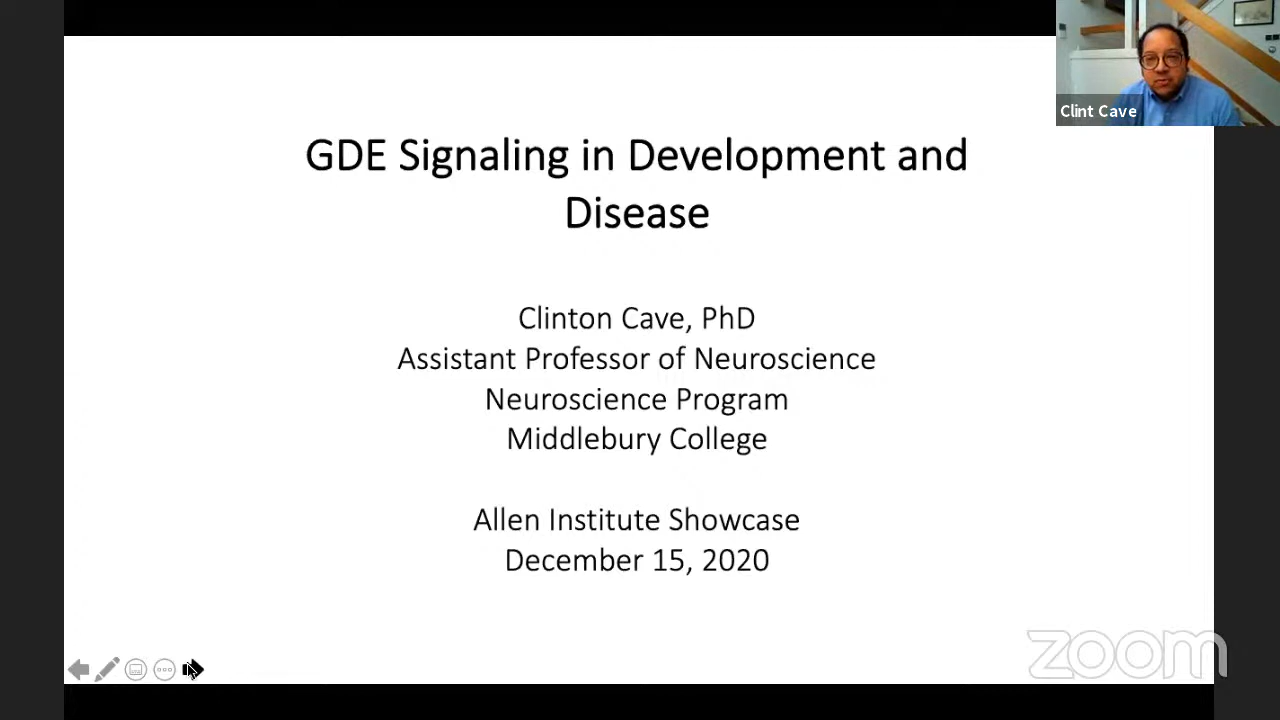 Clint Cave
GDE Signaling in Development and
Disease
Clinton Cave, PhD
Assistant Professor of Neuroscience
Neuroscience Program
Middlebury College
Allen Institute Showcase
December 15, 2020
zoom